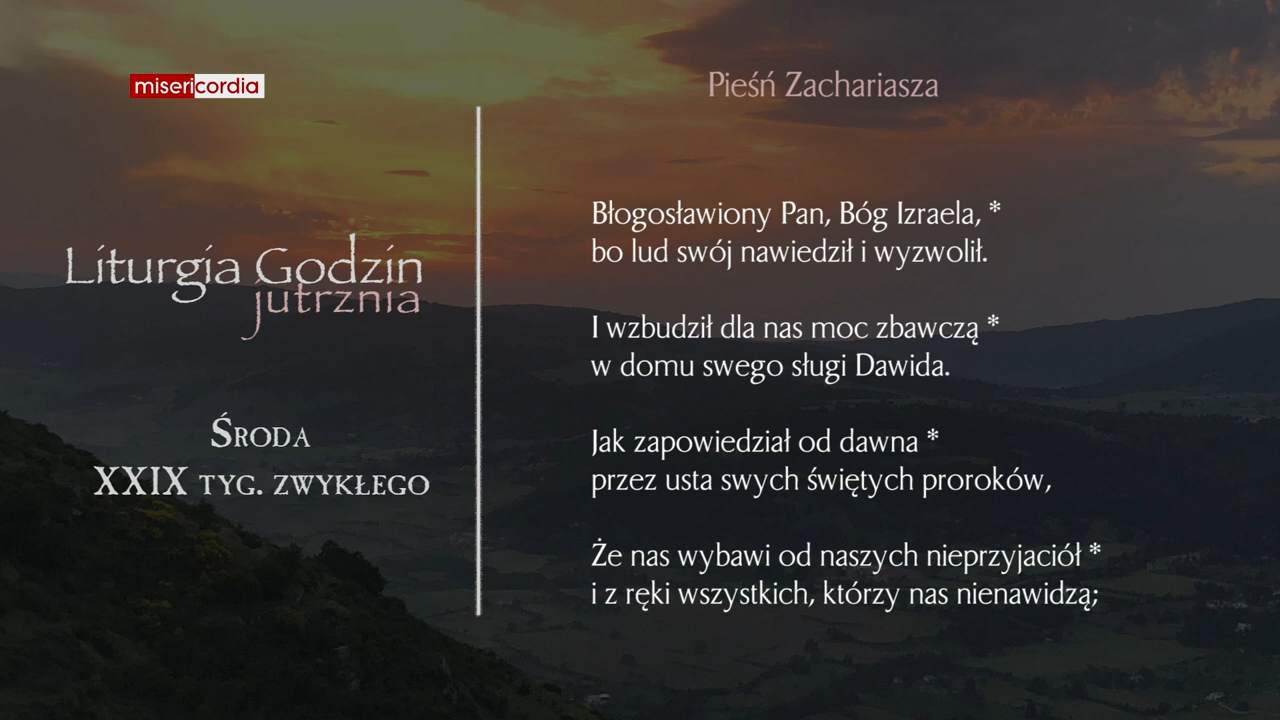 misericordia
Liturgia Godzin
jutrznia
Środa
XXIX tyg. zwykłego
Pieśń Zachariasza
Błogosławiony Pan, Bóg Izraela, *
bo lud swój nawiedził i wyzwolił.
I wzbudził dla nas moc zbawczą *
w domu swego sługi Dawida.
Jak zapowiedział od dawna *
przez usta swych świętych proroków,
Że nas wybawi od naszych nieprzyjaciół *
i z ręki wszystkich, którzy nas nienawidzą;